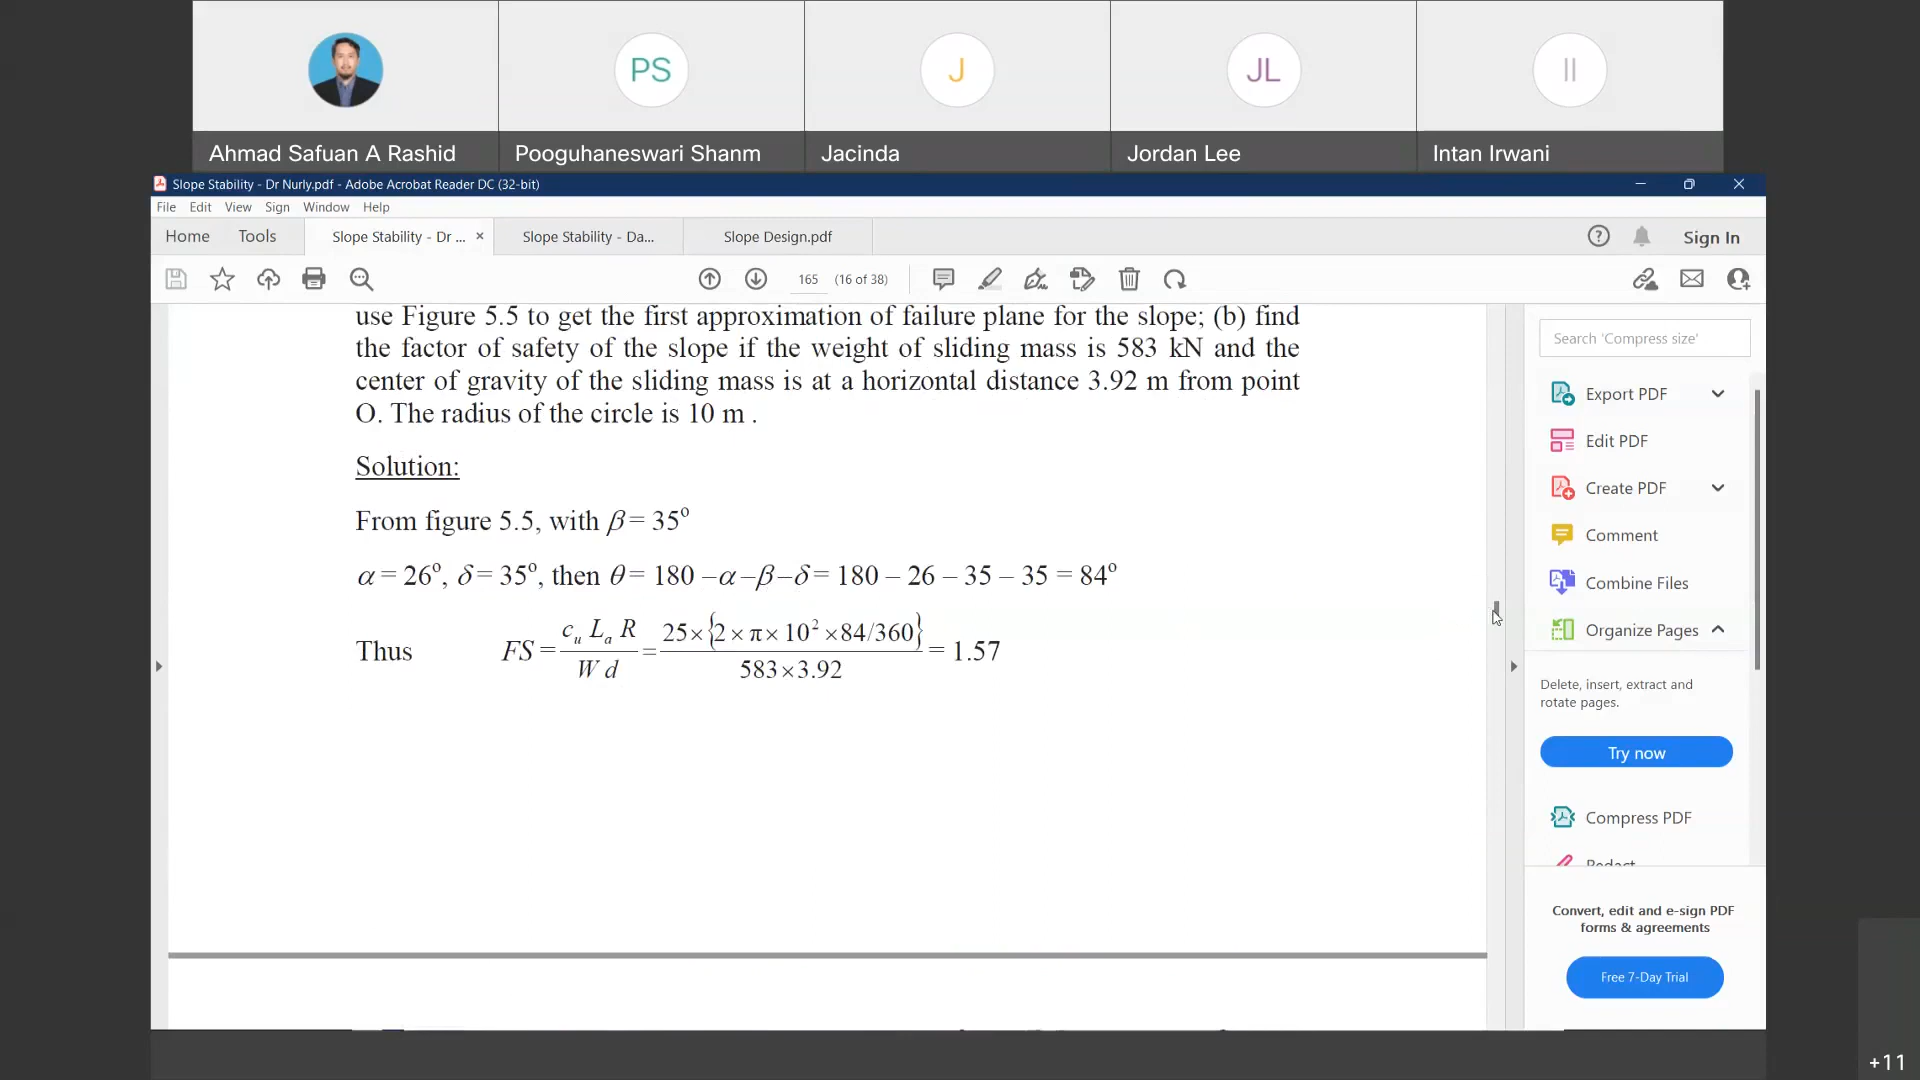 PS
J
JL
II
Ahmad Safuan A Rashid
Pooguhaneswari Shanm
Jacinda
Jordan Lee
Intan Irwani
Slope Stability - Dr Nurly.pdf - Adobe Acrobat Reader DC (32-bit)
File Edit View Sign Window Help
Home Tools Slope Stability - Dr ... × Slope Stability - Da... Slope Design.pdf Sign In
165 (16 of 38)
use Figure 5.5 to get the first approximation of failure plane for the slope; (b) find
the factor of safety of the slope if the weight of sliding mass is 583 kN and the
center of gravity of the sliding mass is at a horizontal distance 3.92 m from point
O. The radius of the circle is 10 m .
Solution:
From figure 5.5, with β = 35º
α = 26º, δ = 35º, then θ = 180 – α – β – δ = 180 – 26 – 35 – 35 = 84º
Thus FS = c_u L_a R / W d = 25×{2×π×10²×84/360} / 583×3.92 = 1.57
Search 'Compress size'
Export PDF
Edit PDF
Create PDF
Comment
Combine Files
Organize Pages
Delete, insert, extract and
rotate pages.
Try now
Compress PDF
Redact
Convert, edit and e-sign PDF
forms & agreements
Free 7-Day Trial
+11